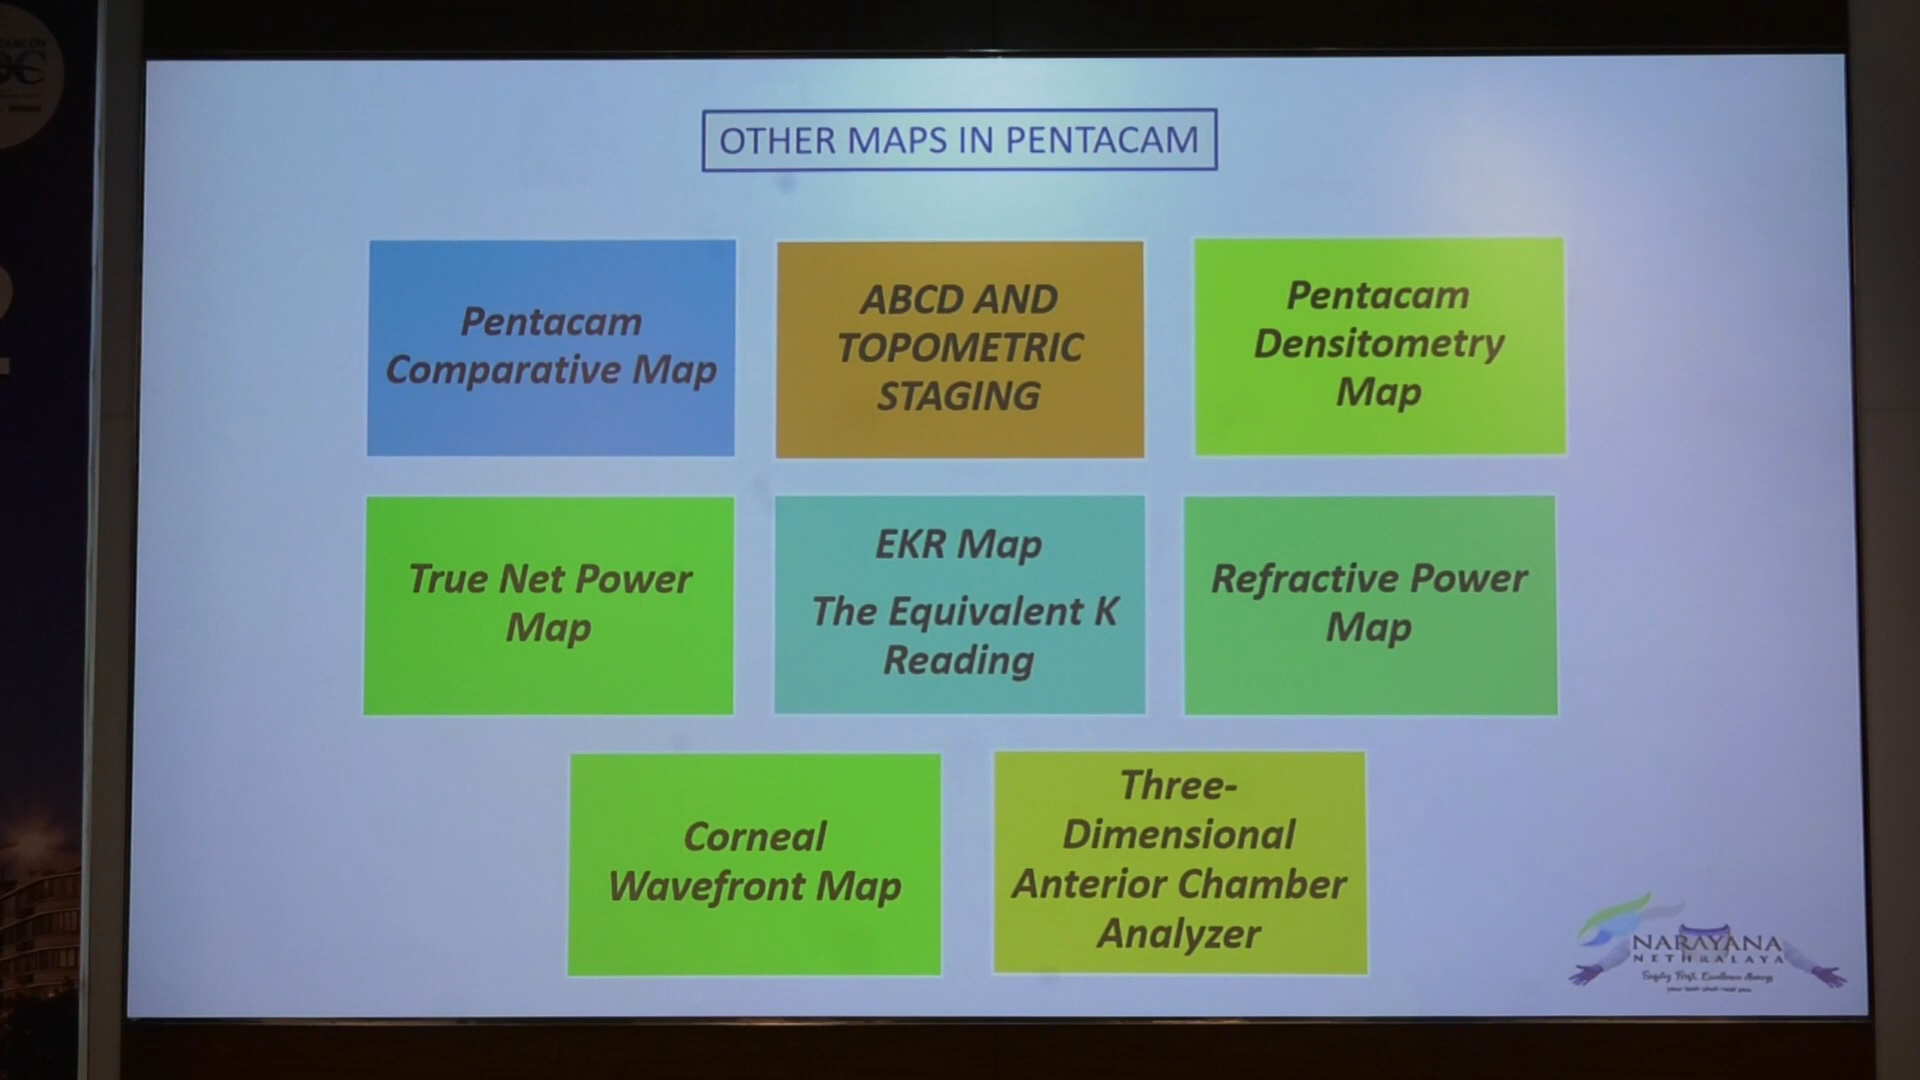 OTHER MAPS IN PENTACAM
Pentacam
Comparative Map
ABCD AND
TOPOMETRIC
STAGING
Pentacam
Densitometry
Map
True Net Power
Map
EKR Map
The Equivalent K
Reading
Refractive Power
Map
Corneal
Wavefront Map
Three-
Dimensional
Anterior Chamber
Analyzer
NARAYANA
NETHRALAYA